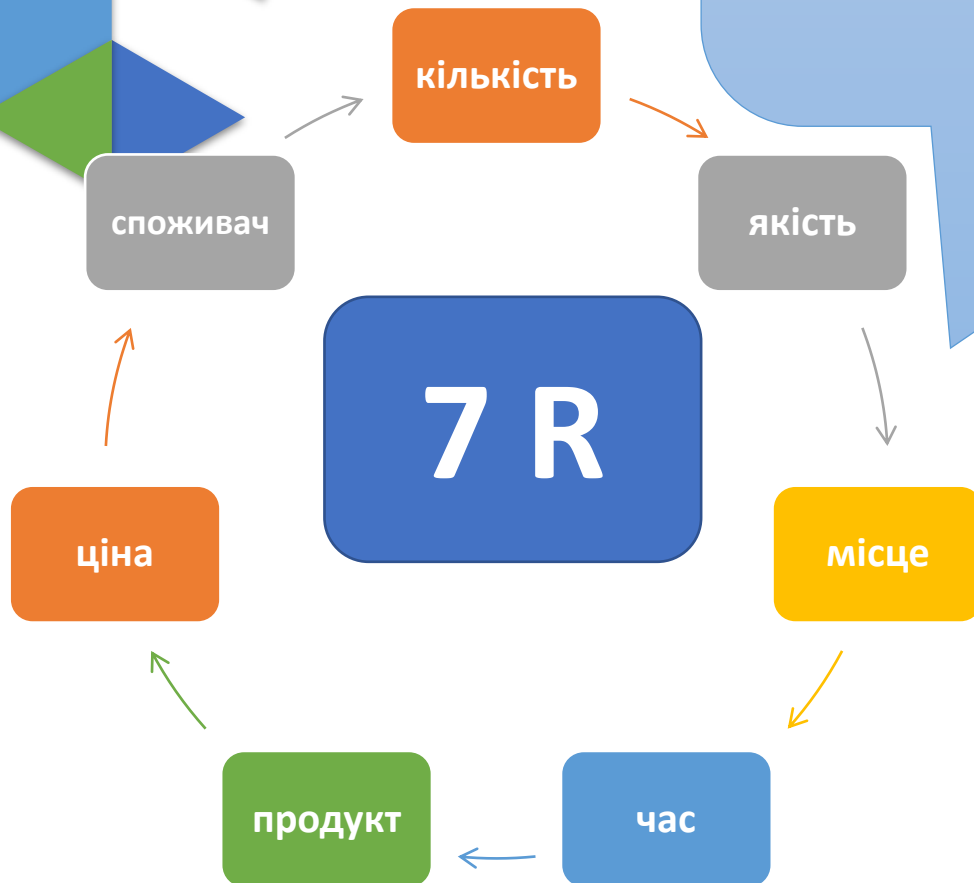 кількість
якість
місце
час
продукт
ціна
споживач
7 R